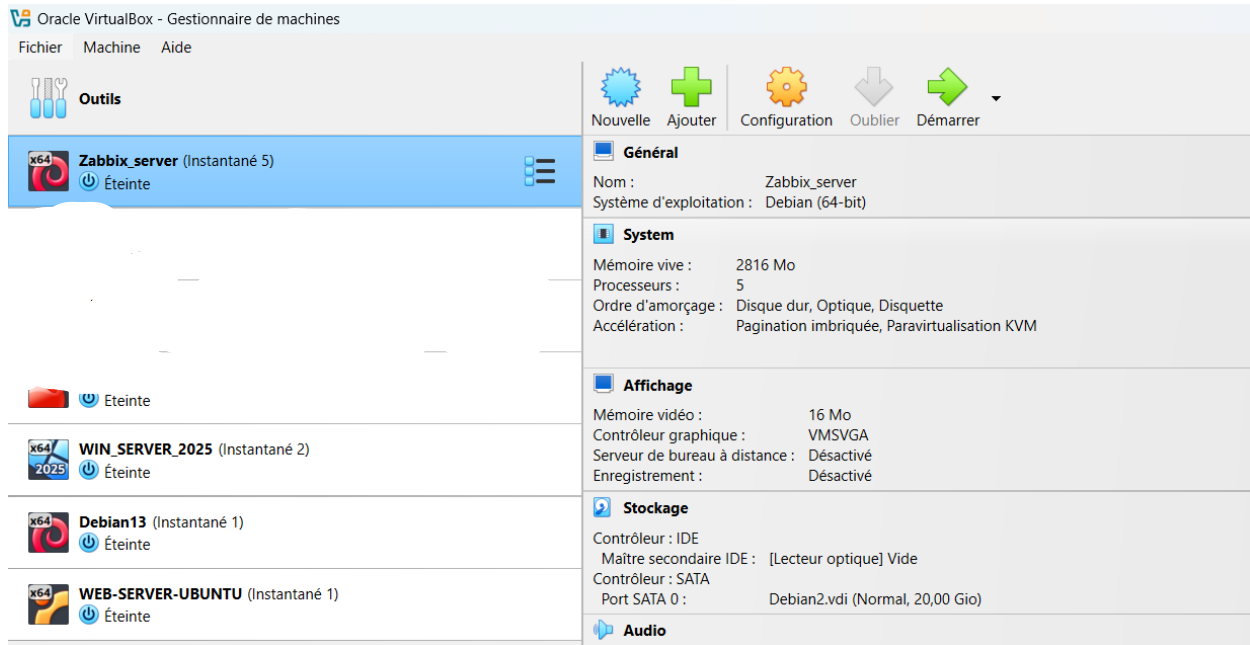 Oracle VirtualBox - Gestionnaire de machines
Fichier Machine Aide
Outils
Nouvelle Ajouter Configuration Oublier Démarrer
x64 Zabbix_server (Instantané 5)
Éteinte
Éteinte
x64 2025 WIN_SERVER_2025 (Instantané 2)
Éteinte
x64 Debian13 (Instantané 1)
Éteinte
x64 WEB-SERVER-UBUNTU (Instantané 1)
Éteinte
Général
Nom : Zabbix_server
Système d'exploitation : Debian (64-bit)
System
Mémoire vive : 2816 Mo
Processeurs : 5
Ordre d'amorçage : Disque dur, Optique, Disquette
Accélération : Pagination imbriquée, Paravirtualisation KVM
Affichage
Mémoire vidéo : 16 Mo
Contrôleur graphique : VMSVGA
Serveur de bureau à distance : Désactivé
Enregistrement : Désactivé
Stockage
Contrôleur : IDE
Maître secondaire IDE : [Lecteur optique] Vide
Contrôleur : SATA
Port SATA 0 : Debian2.vdi (Normal, 20,00 Gio)
Audio